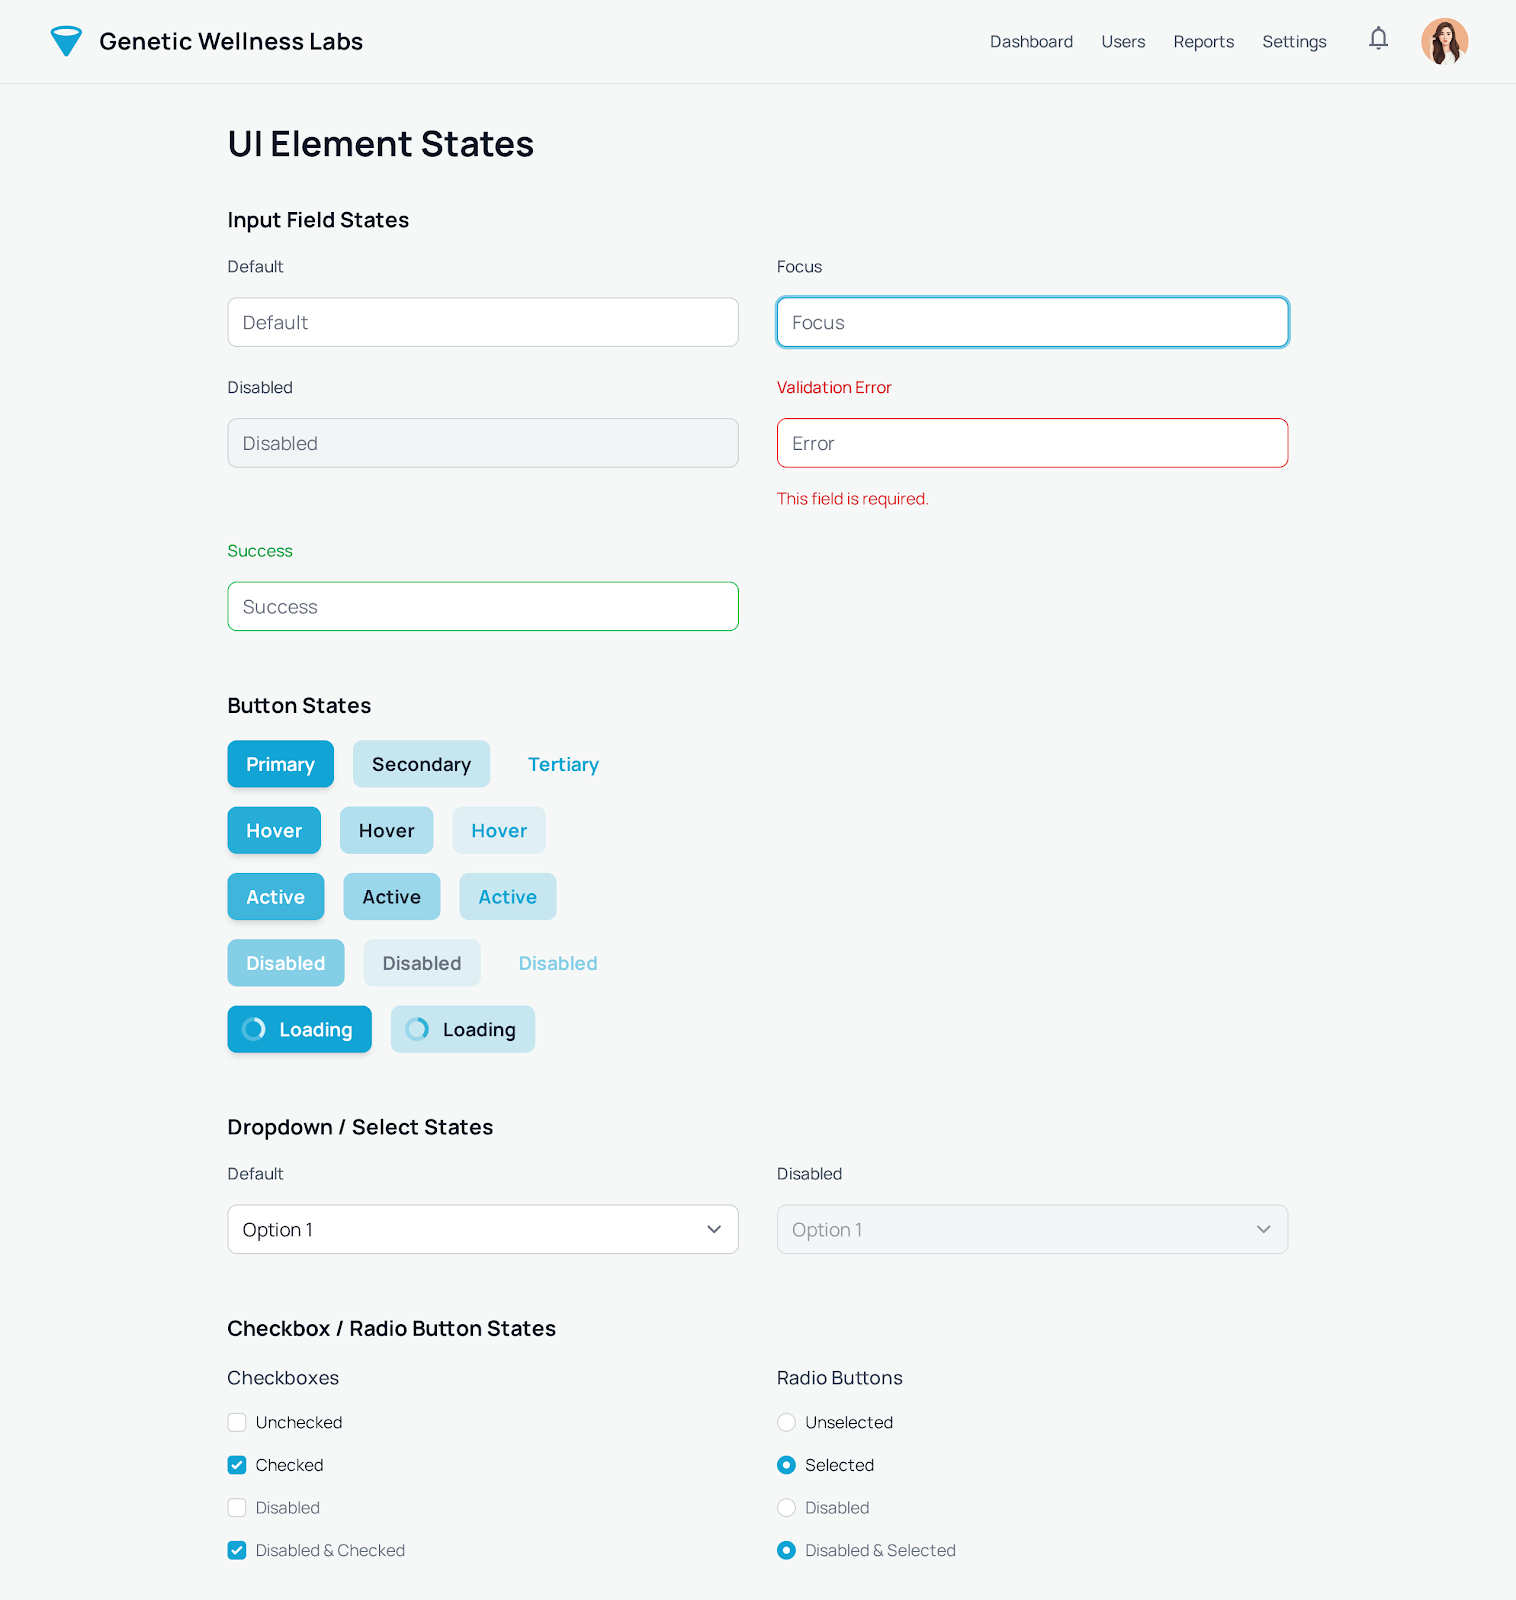 Genetic Wellness Labs
Dashboard Users Reports Settings
UI Element States
Input Field States
Default Focus
Default Focus
Disabled Validation Error
Disabled Error
This field is required.
Success
Success
Button States
Primary Secondary Tertiary
Hover Hover Hover
Active Active Active
Disabled Disabled Disabled
Loading Loading
Dropdown / Select States
Default Disabled
Option 1 Option 1
Checkbox / Radio Button States
Checkboxes
Unchecked
Checked
Disabled
Disabled & Checked
Radio Buttons
Unselected
Selected
Disabled
Disabled & Selected